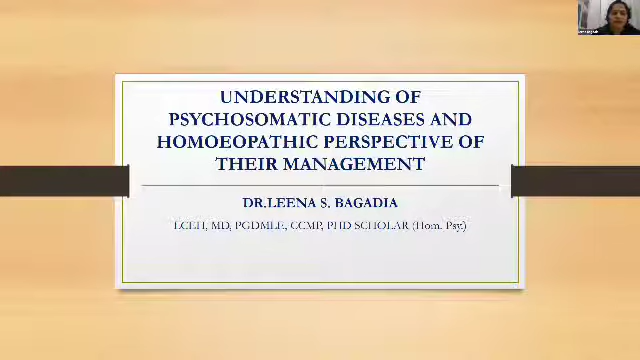 UNDERSTANDING OF
PSYCHOSOMATIC DISEASES AND
HOMOEOPATHIC PERSPECTIVE OF
THEIR MANAGEMENT
DR.LEENA S. BAGADIA
LCEH, MD, PGDMLE, CCMP, PHD SCHOLAR (Hom. Psy)